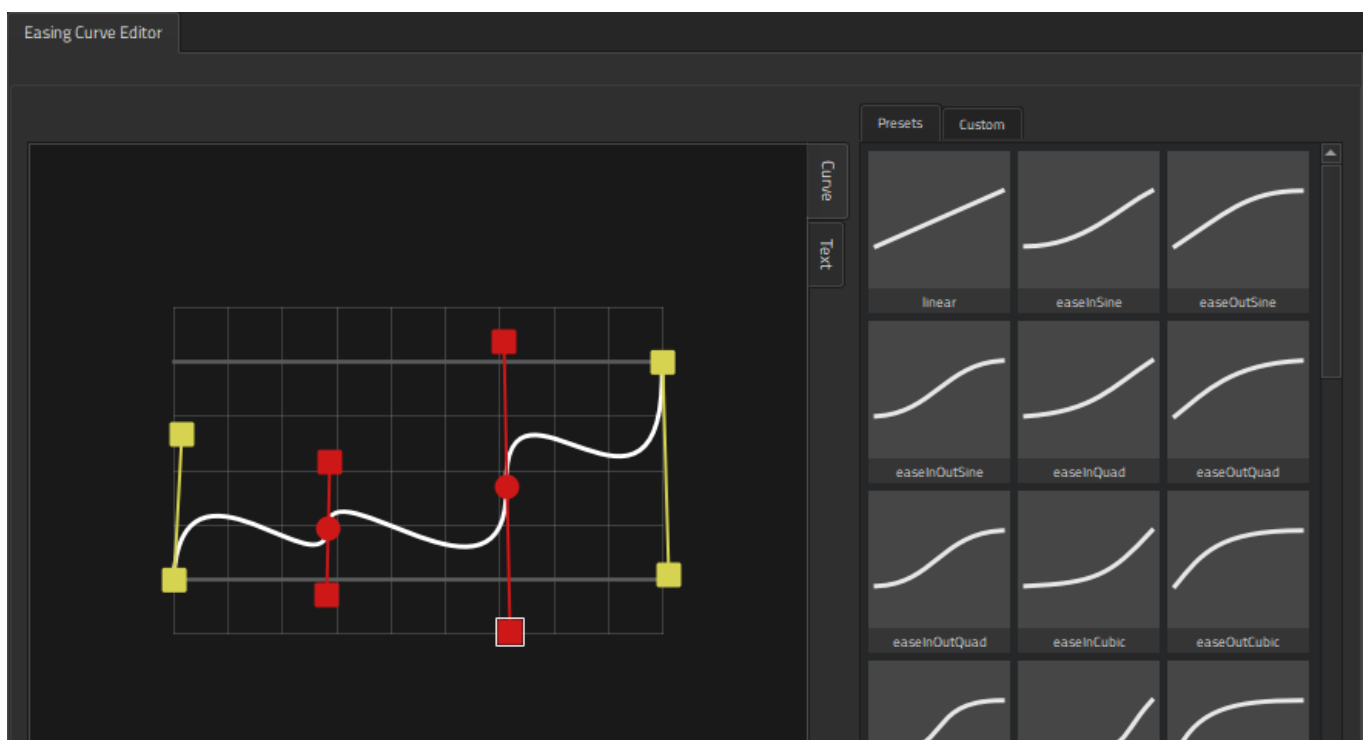 Easing Curve Editor
Presets
Custom
Curve
Text
linear
easeInSine
easeOutSine
easeInOutSine
easeInQuad
easeOutQuad
easeInOutQuad
easeInCubic
easeOutCubic